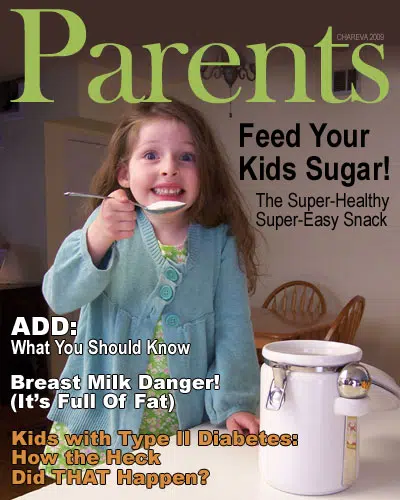 Parents
CHAREVA 2009
Feed Your
Kids Sugar!
The Super-Healthy
Super-Easy Snack
ADD:
What You Should Know
Breast Milk Danger!
(It's Full Of Fat)
Kids with Type II Diabetes:
How the Heck
Did THAT Happen?